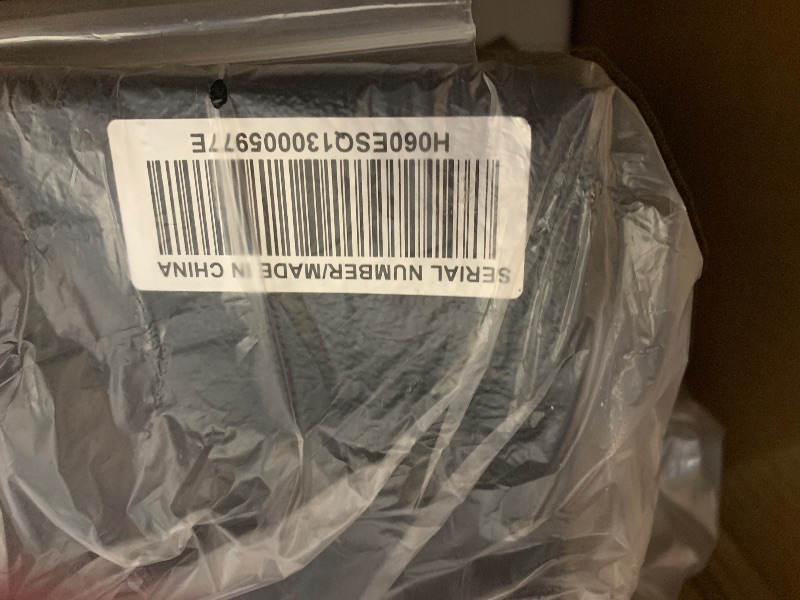 SERIAL NUMBER/MADE IN CHINA
H060ESQ130005977E